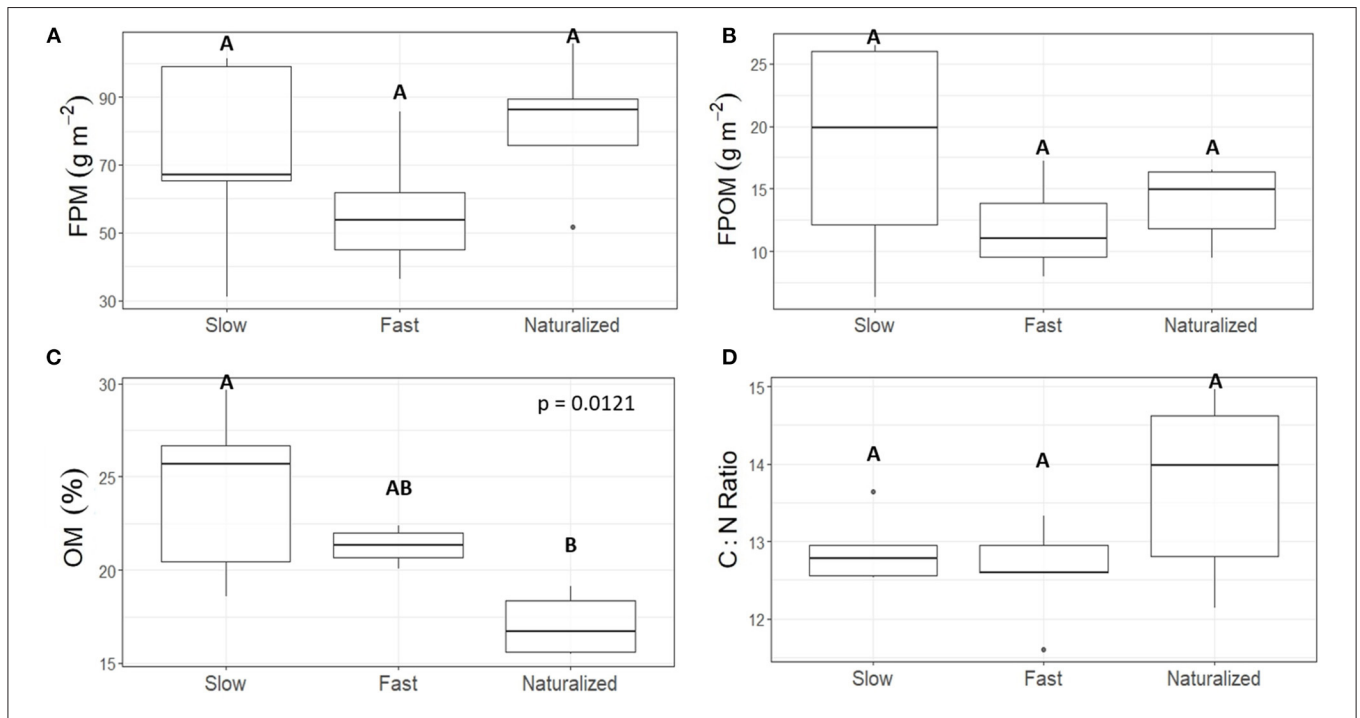 A
A
A
A
FPM (g m⁻²)
90
70
50
30
Slow Fast Naturalized
B
A
A
A
FPOM (g m⁻²)
25
20
15
10
Slow Fast Naturalized
C
A
AB
B
p = 0.0121
OM (%)
30
25
20
15
Slow Fast Naturalized
D
A
A
A
C : N Ratio
15
14
13
12
Slow Fast Naturalized